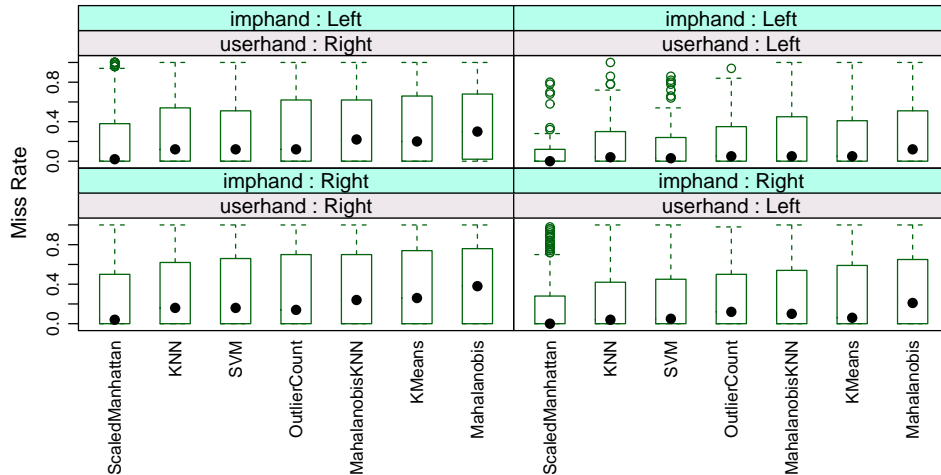 imphand : Left
imphand : Left
userhand : Right
userhand : Left
0.8
0.4
0.0
imphand : Right
imphand : Right
userhand : Right
userhand : Left
0.8
0.4
0.0
Miss Rate
ScaledManhattan
KNN
SVM
OutlierCount
MahalanobisKNN
KMeans
Mahalanobis
ScaledManhattan
KNN
SVM
OutlierCount
MahalanobisKNN
KMeans
Mahalanobis